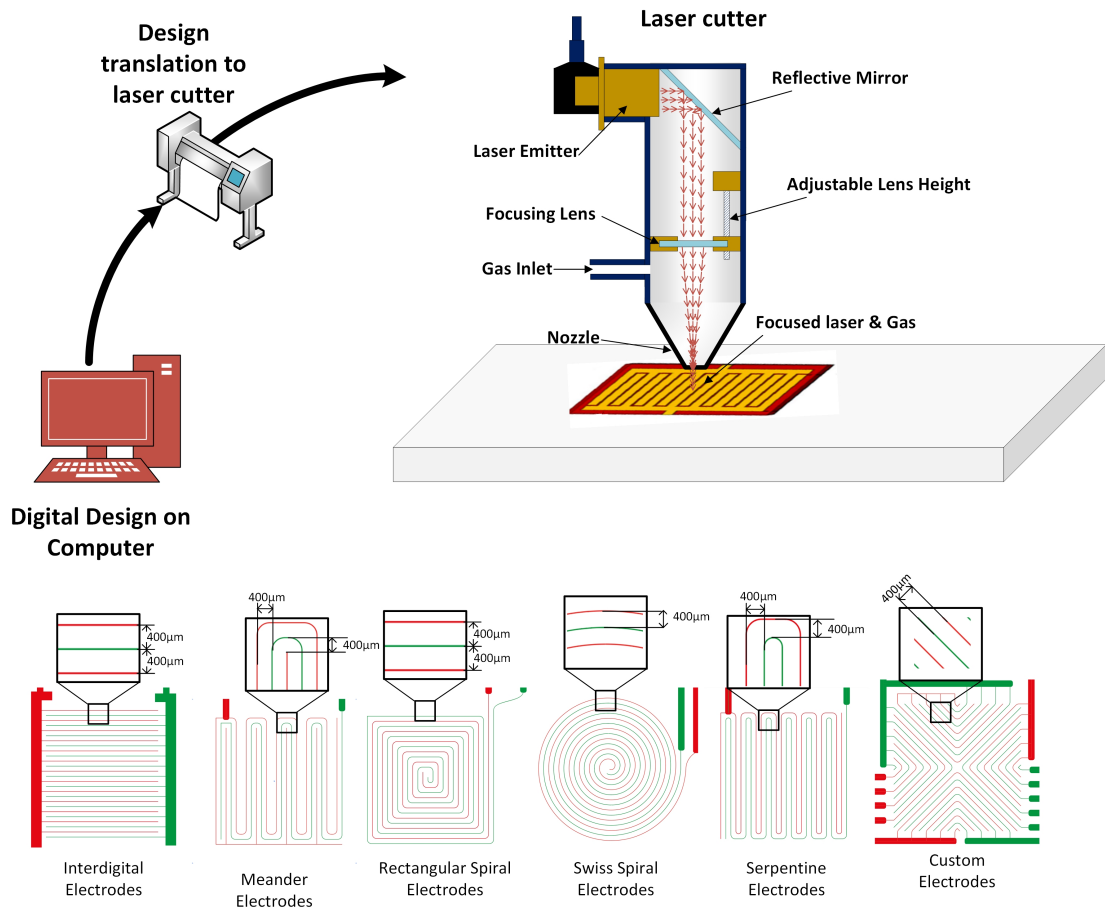 Laser cutter
Design
translation to
laser cutter
Reflective Mirror
Laser Emitter
Adjustable Lens Height
Focusing Lens
Gas Inlet
Focused laser & Gas
Nozzle
Digital Design on
Computer
400µm
400µm
400µm
400µm
400µm
400µm
400µm
400µm
400µm
400µm
Interdigital
Electrodes
Meander
Electrodes
Rectangular Spiral
Electrodes
Swiss Spiral
Electrodes
Serpentine
Electrodes
Custom
Electrodes